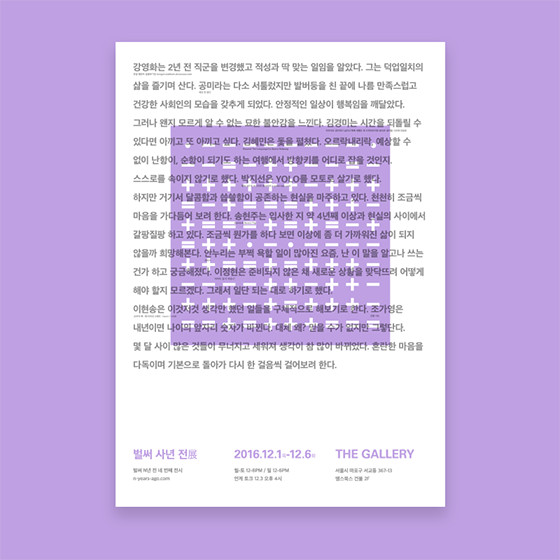 강영화는 2년 전 직군을 변경했고 적성과 딱 맞는 일임을 알았다. 그는 덕업일치의
삶을 즐기며 산다. 공미라는 다소 서툴렀지만 발버둥을 친 끝에 나름 만족스럽고
건강한 사회인의 모습을 갖추게 되었다. 안정적인 일상이 행복임을 깨달았다.
그러나 왠지 모르게 알 수 없는 묘한 불안감을 느낀다. 김경미는 시간을 되돌릴 수
있다면 아끼고 또 아끼고 싶다. 김혜민은 돛을 펼쳤다. 오르락내리락, 예상할 수
없이 난항이, 순항이 되기도 하는 여행에서 방향키를 어디로 잡을 것인지.
스스로를 속이지 않기로 했다. 박지선은 YOLO를 모토로 살기로 했다.
하지만 거기서 달콤함과 씁쓸함이 공존하는 현실을 마주하고 있다. 천천히 조금씩
마음을 가다듬어 보려 한다. 송현주는 입사한 지 약 4년째 이상과 현실의 사이에서
갈팡질팡 하고 있다. 조금씩 뭔가를 하다 보면 이상에 좀 더 가까워진 삶이 되지
않을까 희망해본다. 안누리는 부쩍 욕할 일이 많아진 요즘, 난 이 말을 알고나 쓰는
건가 하고 궁금해졌다. 이정현은 준비되지 않은 채 새로운 상황을 맞닥뜨려 어떻게
해야 할지 모르겠다. 그래서 일단 되는 대로 하기로 했다.
이현송은 이것저것 생각만 했던 일들을 구체적으로 해보기로 한다. 조가영은
내년이면 나이의 앞자리 숫자가 바뀐다. 대체 왜? 알을 수가 없지만 그렇단다.
몇 달 사이 많은 것들이 무너지고 세워져 생각이 참 많이 바뀌었다. 혼란한 마음을
다독이며 기본으로 돌아가 다시 한 걸음씩 걸어보려 한다.
벌써 사년 전展 2016.12.1목-12.6화 THE GALLERY
벌써 N년 전 네 번째 전시 월-토 12-8PM / 일 12-6PM 서울시 마포구 서교동 367-13
n-years-ago.com 전계 토크 12.3 오후 4시 땡스북스 건물 2F